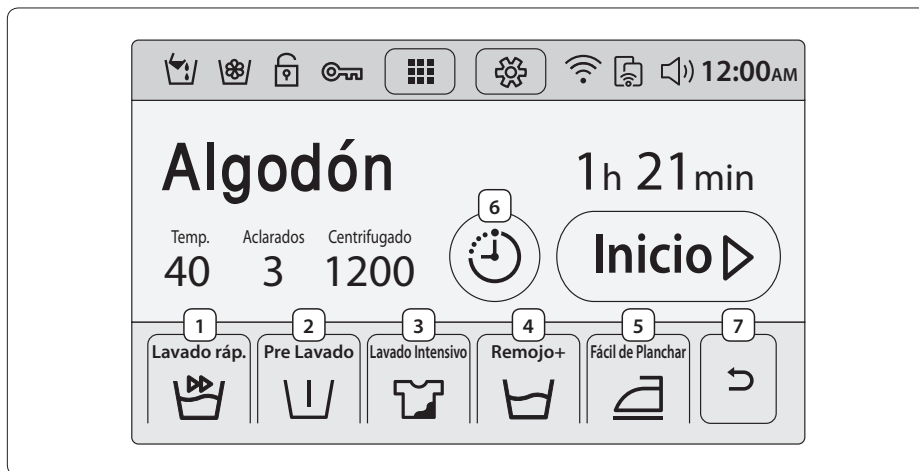 12:00AM
Algodón
1h 21min
6
Temp. Aclarados Centrifugado
40 3 1200
Inicio
1 2 3 4 5 7
Lavado ráp. Pre Lavado Lavado Intensivo Remojo+ Fácil de Planchar